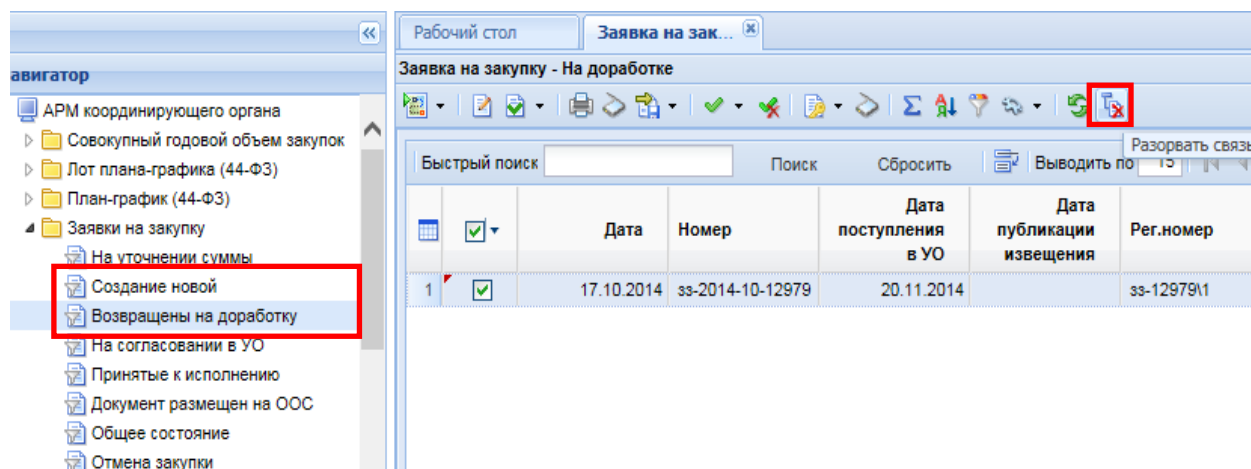 авигатор
АРМ координирующего органа
Совокупный годовой объем закупок
Лот плана-графика (44-ФЗ)
План-график (44-ФЗ)
Заявки на закупку
На уточнении суммы
Создание новой
Возвращены на доработку
На согласовании в УО
Принятые к исполнению
Документ размещен на ООС
Общее состояние
Отмена закупки
Рабочий стол
Заявка на зак...
Заявка на закупку - На доработке
Разорвать связь
Быстрый поиск
Поиск
Сбросить
Выводить по
15
Дата
Номер
Дата
поступления
в УО
Дата
публикации
извещения
Рег.номер
1
17.10.2014
зз-2014-10-12979
20.11.2014
зз-12979\1